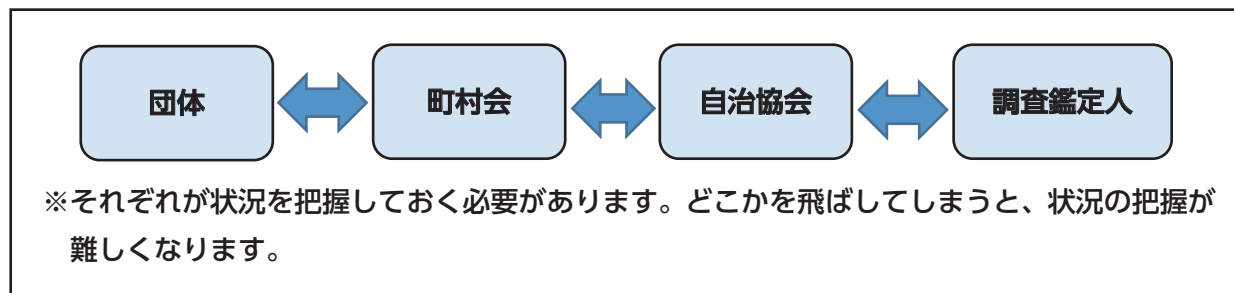 団体
町村会
自治協会
調査鑑定人
※それぞれが状況を把握しておく必要があります。どこかを飛ばしてしまうと、状況の把握が
難しくなります。